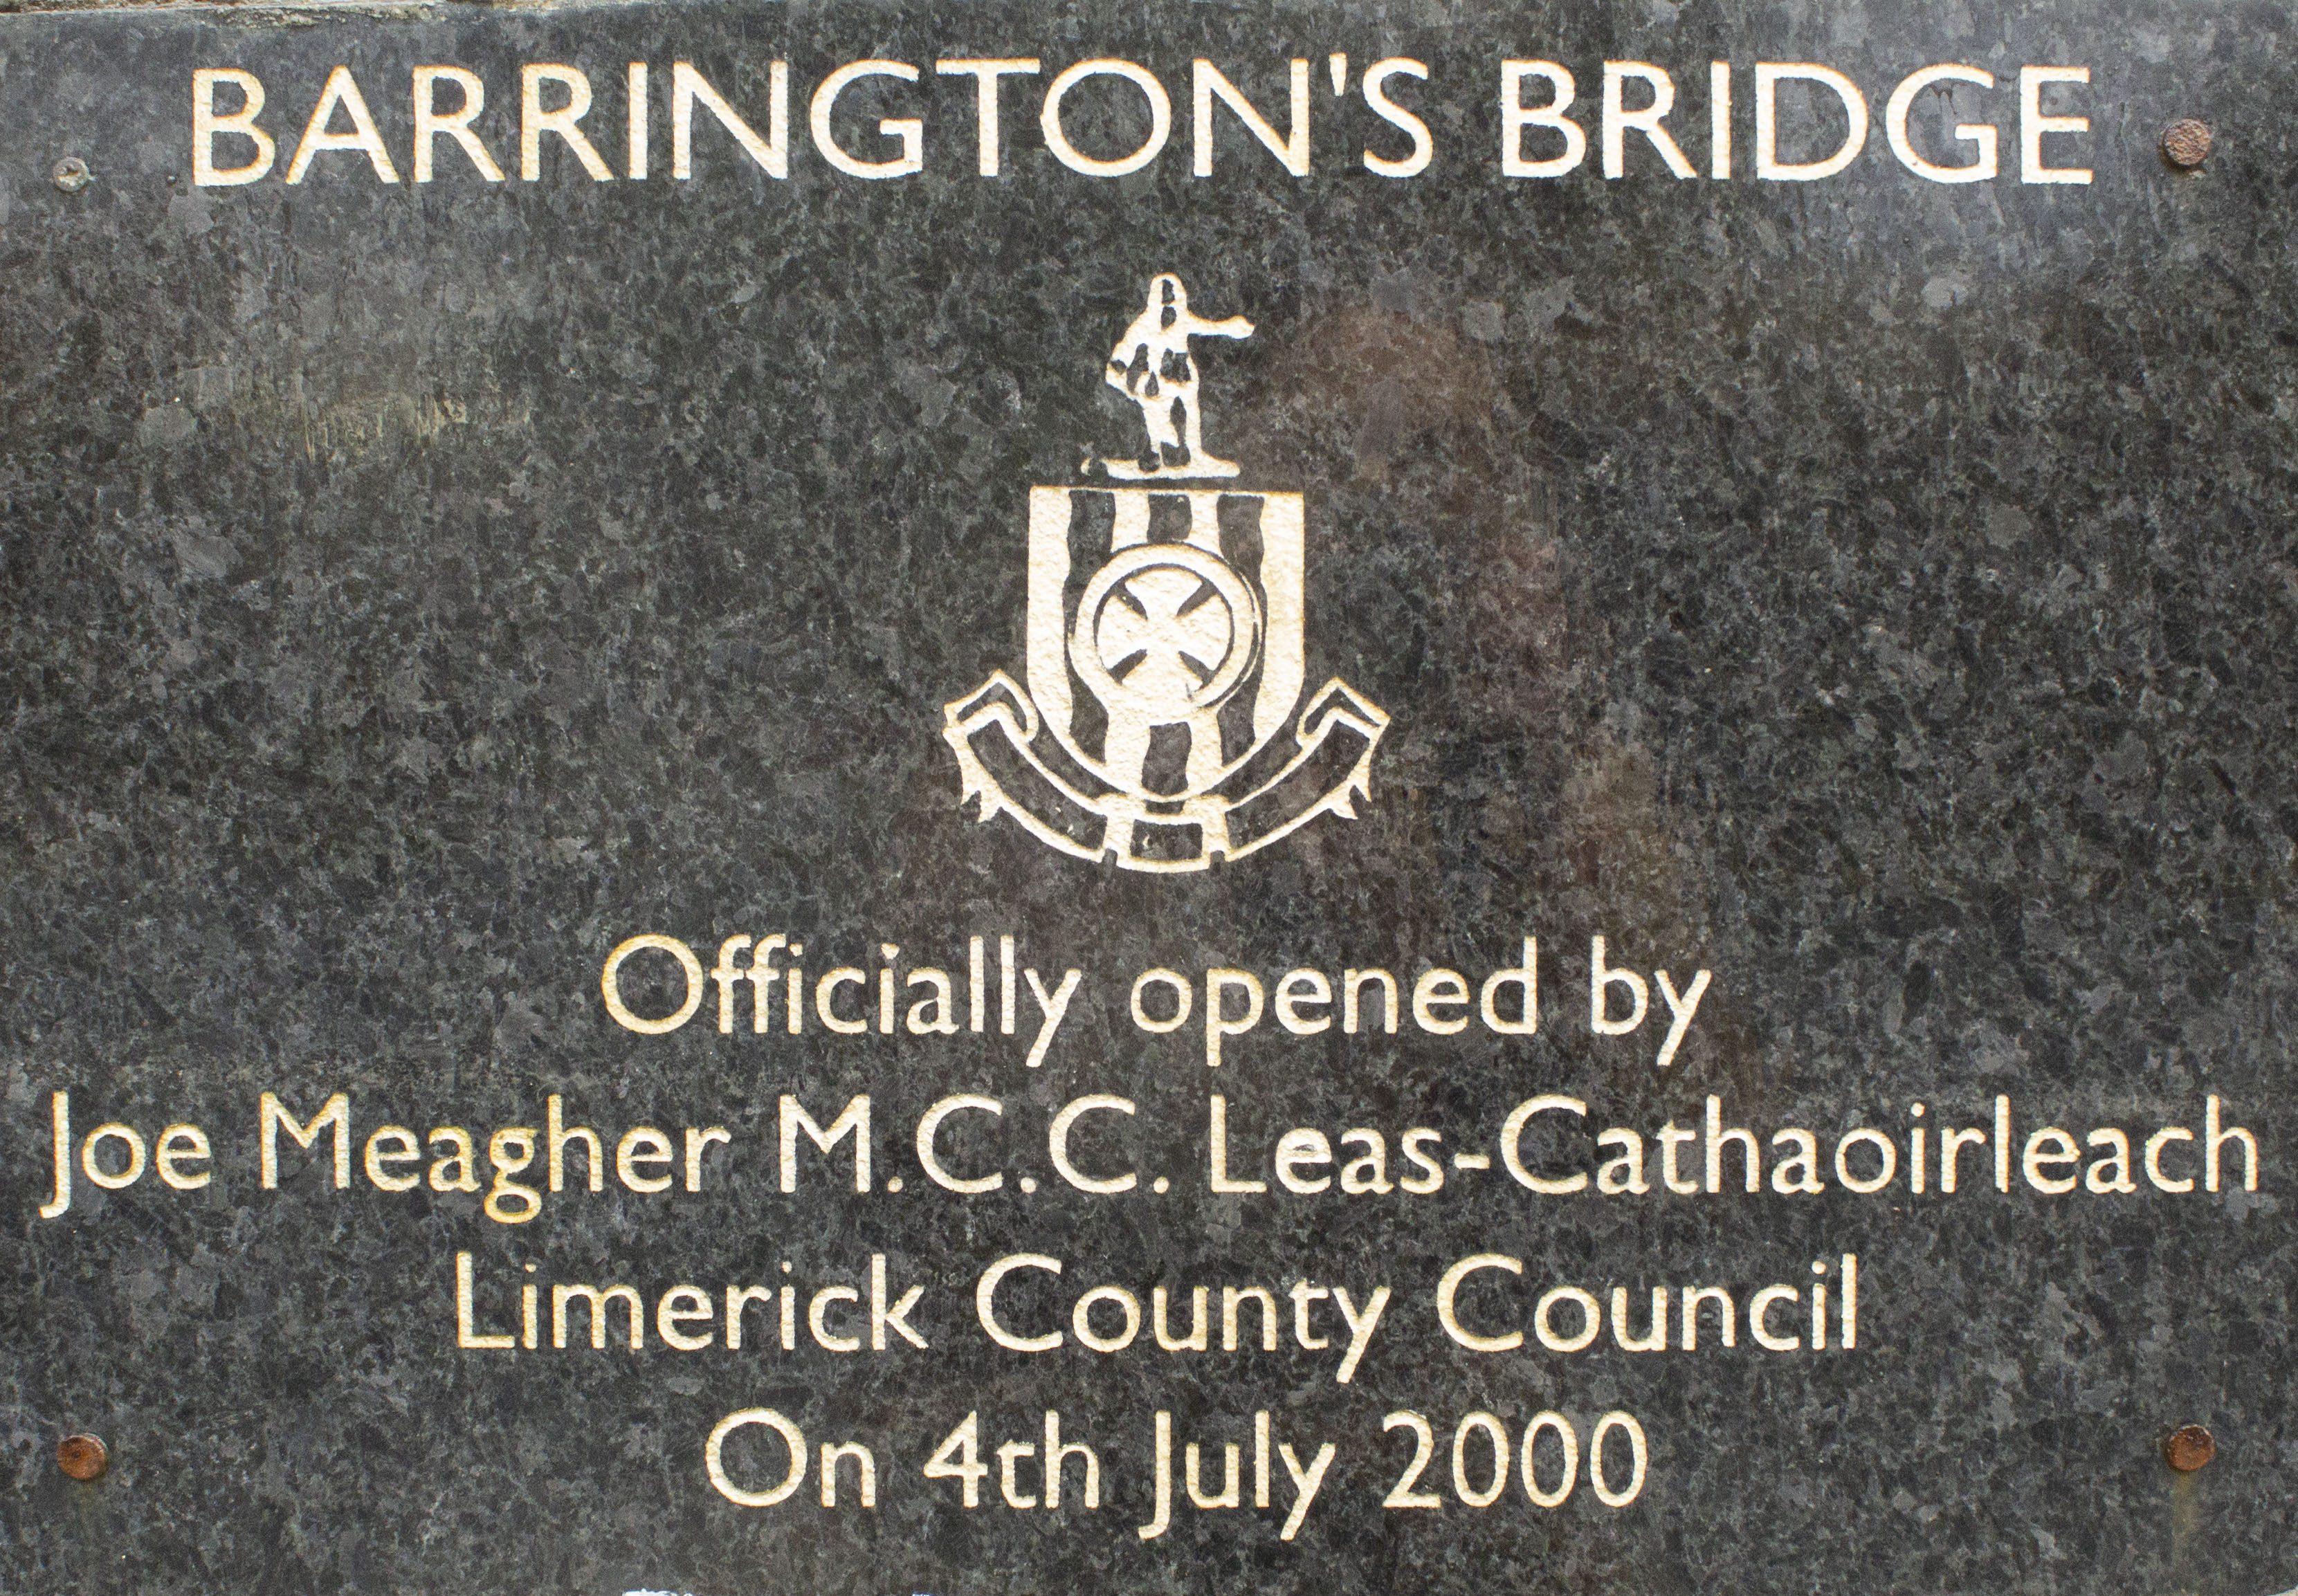 BARRINGTON'S BRIDGE
Officially opened by
Joe Meagher M.C.C. Leas-Cathaoirleach
Limerick County Council
On 4th July 2000